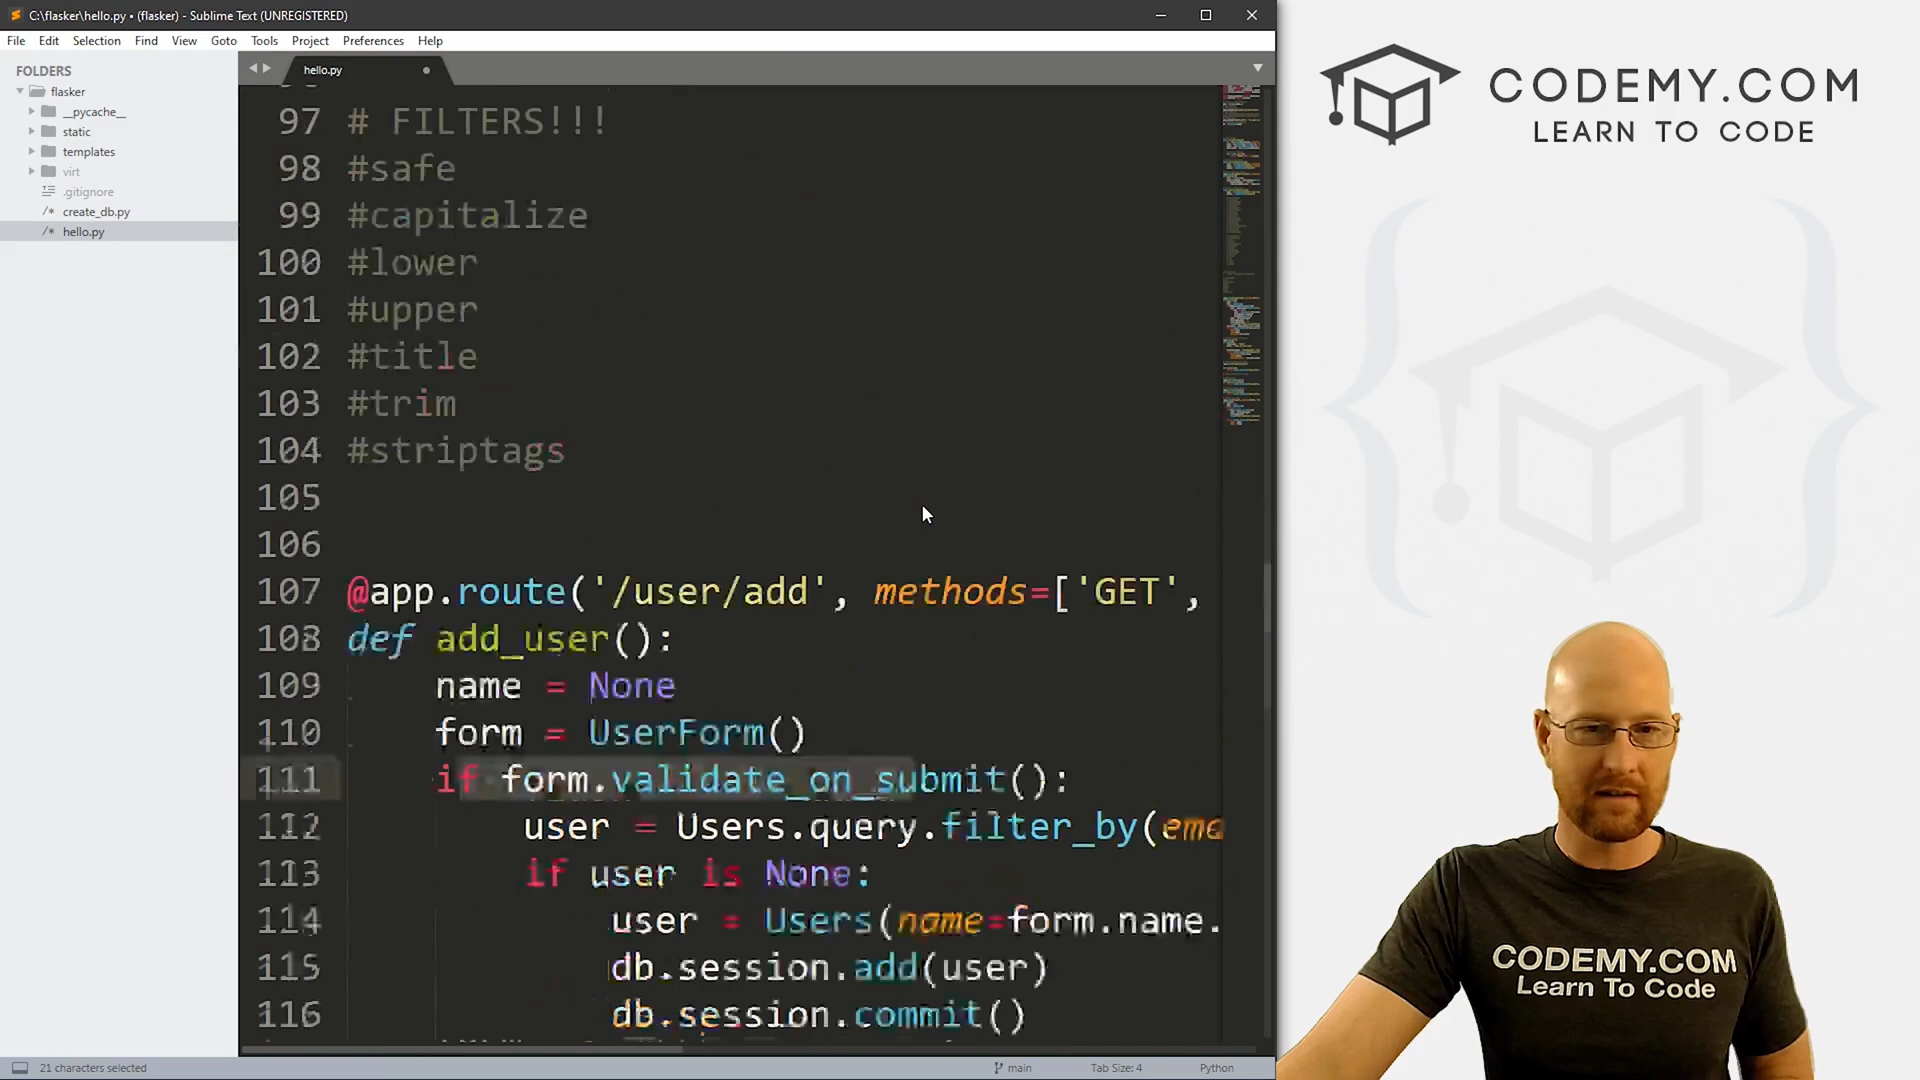 C:\flasker\hello.py • (flasker) - Sublime Text (UNREGISTERED)
File Edit Selection Find View Goto Tools Project Preferences Help
FOLDERS
flasker
__pycache__
static
templates
virt
.gitignore
/* create_db.py
/* hello.py
hello.py
97 # FILTERS!!!
98 #safe
99 #capitalize
100 #lower
101 #upper
102 #title
103 #trim
104 #striptags
105
106
107 @app.route('/user/add', methods=['GET',
108 def add_user():
109 name = None
110 form = UserForm()
111 if form.validate_on_submit():
112 user = Users.query.filter_by(ema
113 if user is None:
114 user = Users(name=form.name.
115 db.session.add(user)
116 db.session.commit()
21 characters selected
main
Tab Size: 4
Python
CODEMY.COM
LEARN TO CODE
CODEMY.COM
Learn To Code